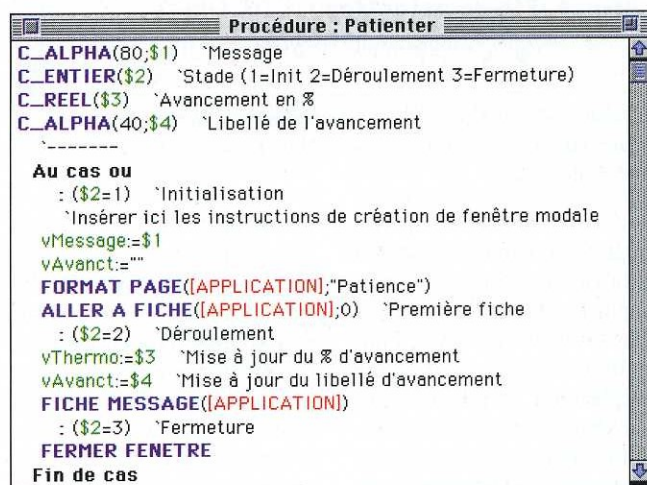 Procédure : Patienter
C_ALPHA(80;$1) `Message
C_ENTIER($2) `Stade (1=Init 2=Déroulement 3=Fermeture)
C_REEL($3) `Avancement en %
C_ALPHA(40;$4) `Libellé de l'avancement
`-------
Au cas ou
: ($2=1) `Initialisation
`Insérer ici les instructions de création de fenêtre modale
vMessage:=$1
vAvanct:=""
FORMAT PAGE([APPLICATION];"Patience")
ALLER A FICHE([APPLICATION];0) `Première fiche
: ($2=2) `Déroulement
vThermo:=$3 `Mise à jour du % d'avancement
vAvanct:=$4 `Mise à jour du libellé d'avancement
FICHE MESSAGE([APPLICATION])
: ($2=3) `Fermeture
FERMER FENETRE
Fin de cas